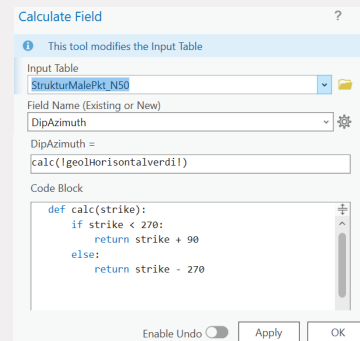 Calculate Field ?
This tool modifies the Input Table
Input Table
StrukturMalePkt_N50
Field Name (Existing or New)
DipAzimuth
DipAzimuth =
calc(!geolHorisontalverdi!)
Code Block
def calc(strike):
    if strike < 270:
        return strike + 90
    else:
        return strike - 270
Enable Undo Apply OK